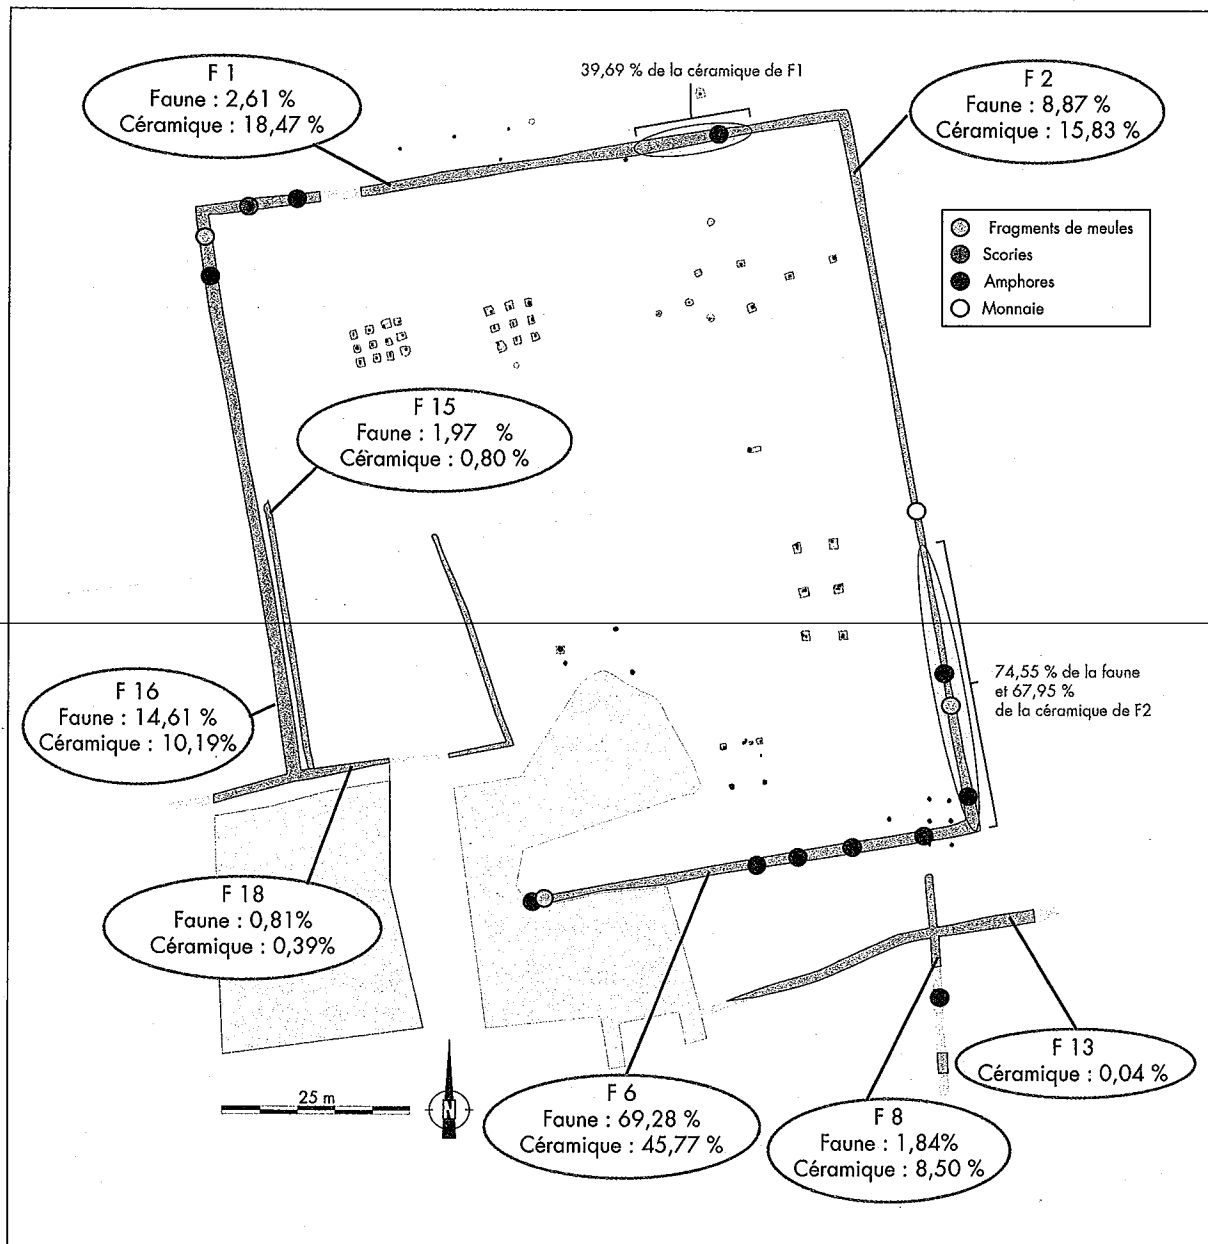 F 1
Faune : 2,61 %
Céramique : 18,47 %
39,69 % de la céramique de F1
F 2
Faune : 8,87 %
Céramique : 15,83 %
Fragments de meules
Scories
Amphores
Monnaie
F 15
Faune : 1,97 %
Céramique : 0,80 %
74,55 % de la faune
et 67,95 %
de la céramique de F2
F 16
Faune : 14,61 %
Céramique : 10,19%
F 18
Faune : 0,81%
Céramique : 0,39%
25 m
F 6
Faune : 69,28 %
Céramique : 45,77 %
F 8
Faune : 1,84%
Céramique : 8,50 %
F 13
Céramique : 0,04 %